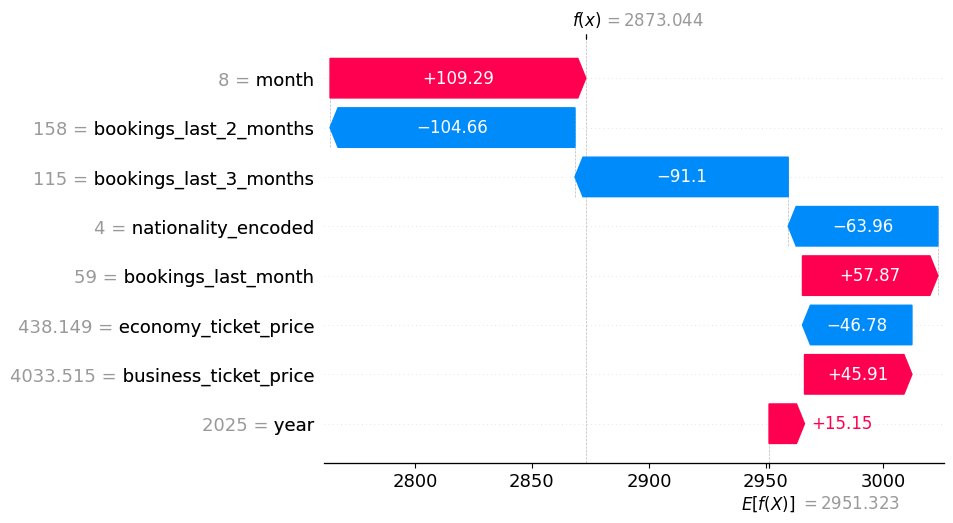 f(x) = 2873.044
8 = month
+109.29
158 = bookings_last_2_months
−104.66
115 = bookings_last_3_months
−91.1
4 = nationality_encoded
−63.96
59 = bookings_last_month
+57.87
438.149 = economy_ticket_price
−46.78
4033.515 = business_ticket_price
+45.91
2025 = year
+15.15
2800 2850 2900 2950 3000
E[f(X)] = 2951.323